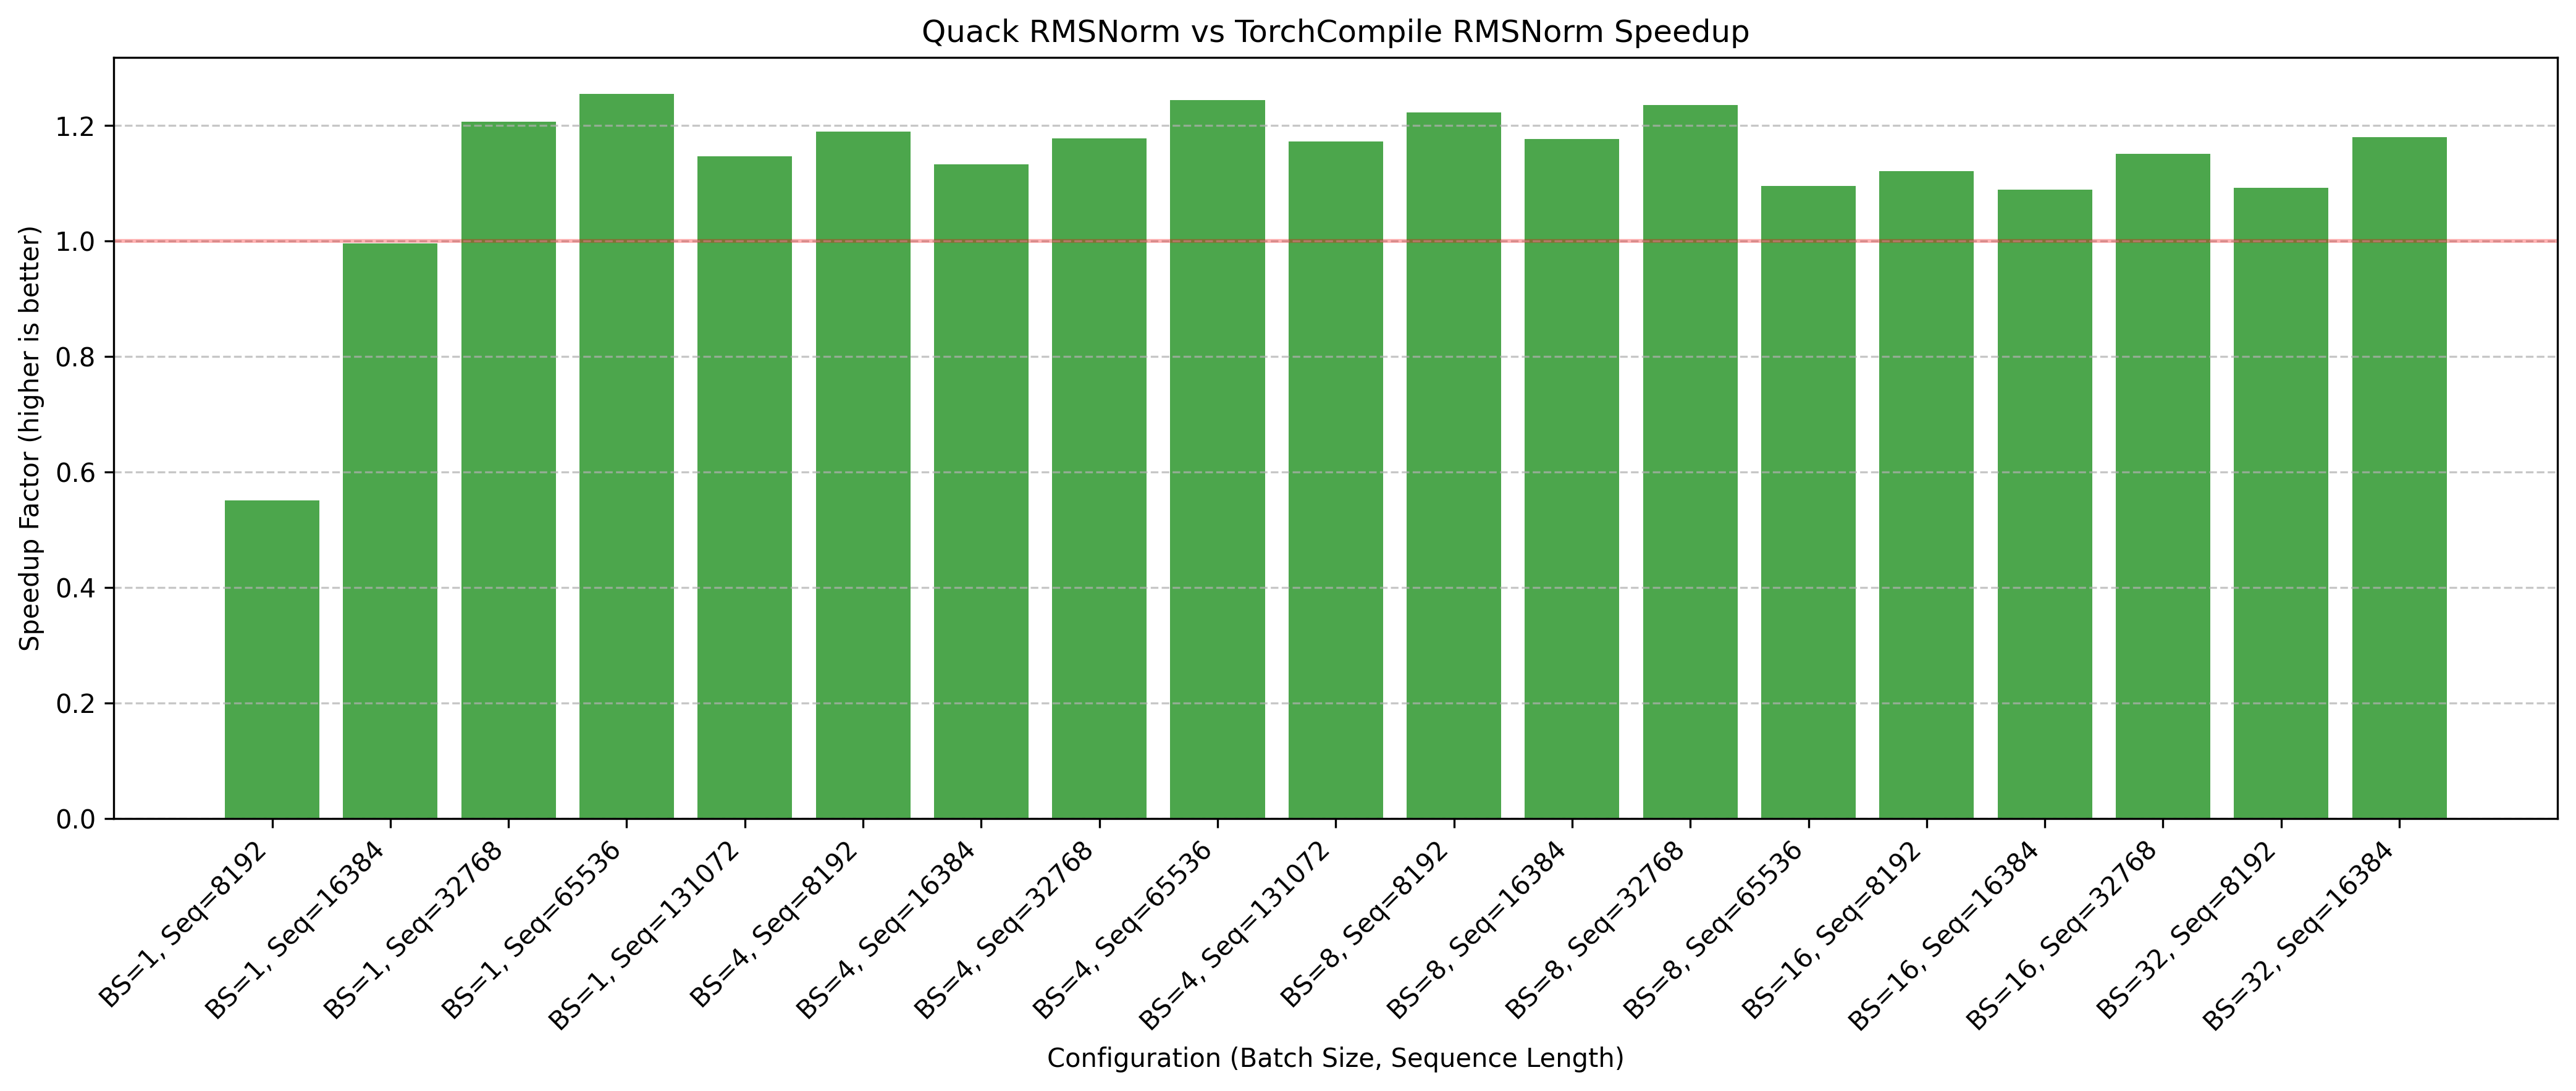 Quack RMSNorm vs TorchCompile RMSNorm Speedup
Speedup Factor (higher is better)
1.2
1.0
0.8
0.6
0.4
0.2
0.0
BS=1, Seq=8192
BS=1, Seq=16384
BS=1, Seq=32768
BS=1, Seq=65536
BS=1, Seq=131072
BS=4, Seq=8192
BS=4, Seq=16384
BS=4, Seq=32768
BS=4, Seq=65536
BS=4, Seq=131072
BS=8, Seq=8192
BS=8, Seq=16384
BS=8, Seq=32768
BS=8, Seq=65536
BS=16, Seq=8192
BS=16, Seq=16384
BS=16, Seq=32768
BS=32, Seq=8192
BS=32, Seq=16384
Configuration (Batch Size, Sequence Length)